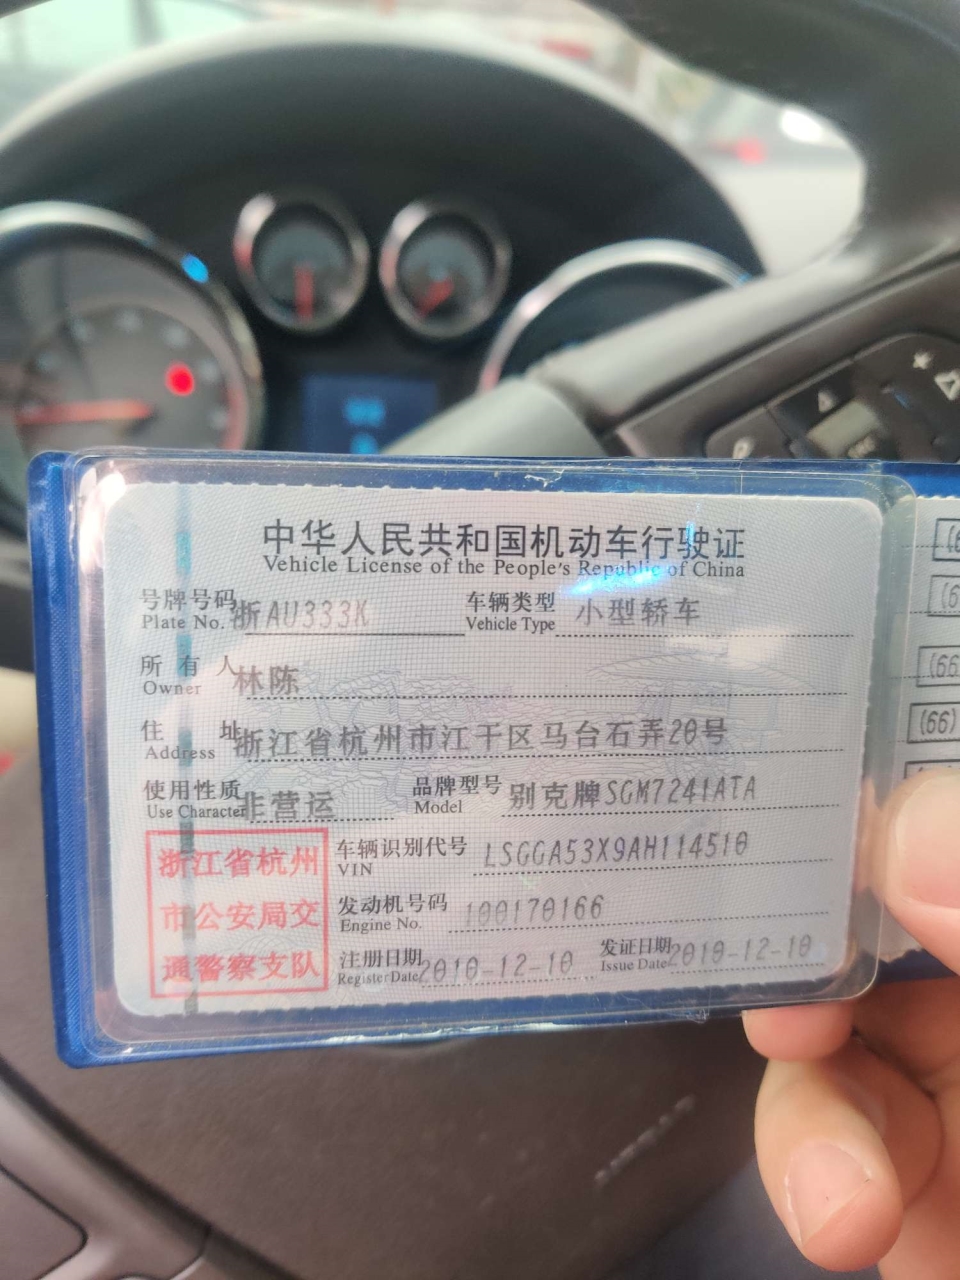 中华人民共和国机动车行驶证
Vehicle License of the People's Republic of China
号牌号码 浙AU333K 车辆类型 小型轿车
Plate No. Vehicle Type
所有人 林陈
Owner
住址 浙江省杭州市江干区马台石弄20号
Address
使用性质 非营运 品牌型号 别克牌SGM7241ATA
Use Character Model
浙江省杭州
市公安局交
通警察支队
车辆识别代号 LSGGA53X9AH114510
VIN
发动机号码 100170166
Engine No.
注册日期 2010-12-10 发证日期 2010-12-10
Register Date Issue Date
(66
(66)